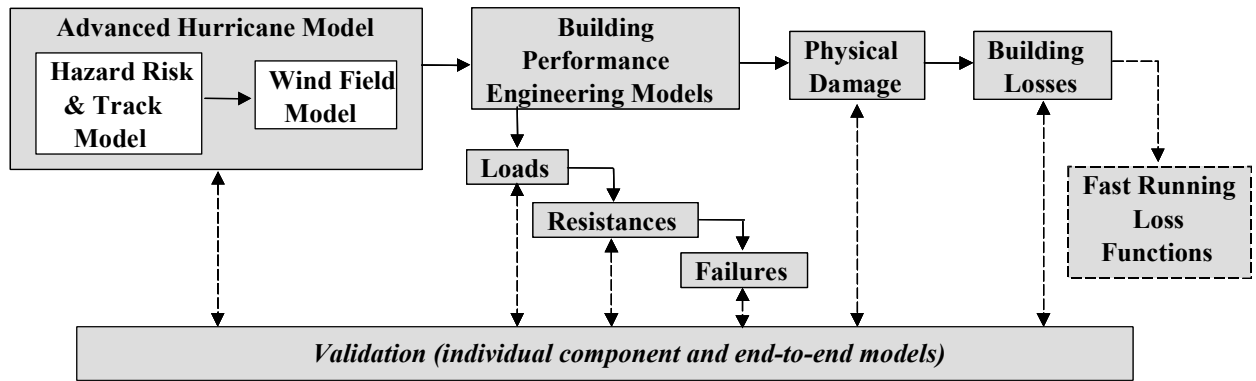 Advanced Hurricane Model
Hazard Risk
& Track
Model
Wind Field
Model
Building
Performance
Engineering Models
Physical
Damage
Building
Losses
Loads
Resistances
Failures
Fast Running
Loss
Functions
Validation (individual component and end-to-end models)